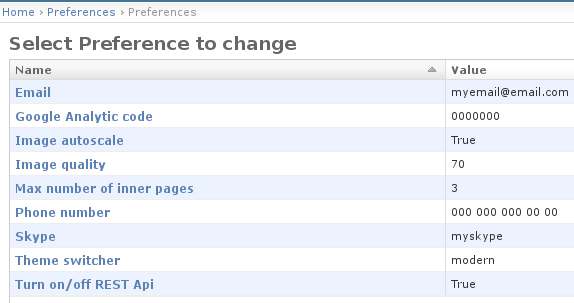 Home › Preferences › Preferences
Select Preference to change
Name Value
Email myemail@email.com
Google Analytic code 0000000
Image autoscale True
Image quality 70
Max number of inner pages 3
Phone number 000 000 000 00 00
Skype myskype
Theme switcher modern
Turn on/off REST Api True